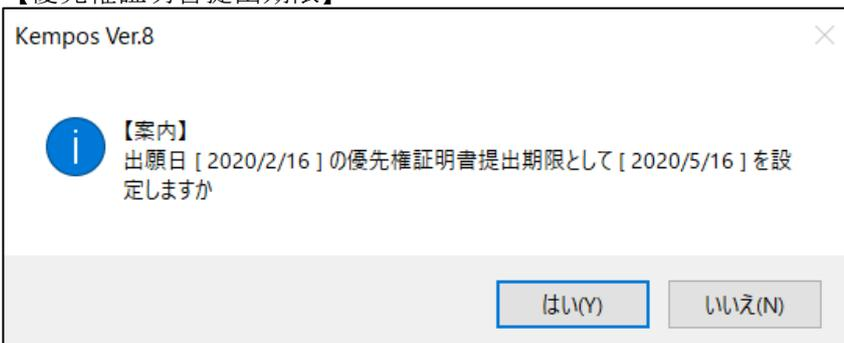 【優先権証明書提出期限】
Kempos Ver.8
【案内】
出願日 [ 2020/2/16 ] の優先権証明書提出期限として [ 2020/5/16 ] を設
定しますか
はい(Y)
いいえ(N)